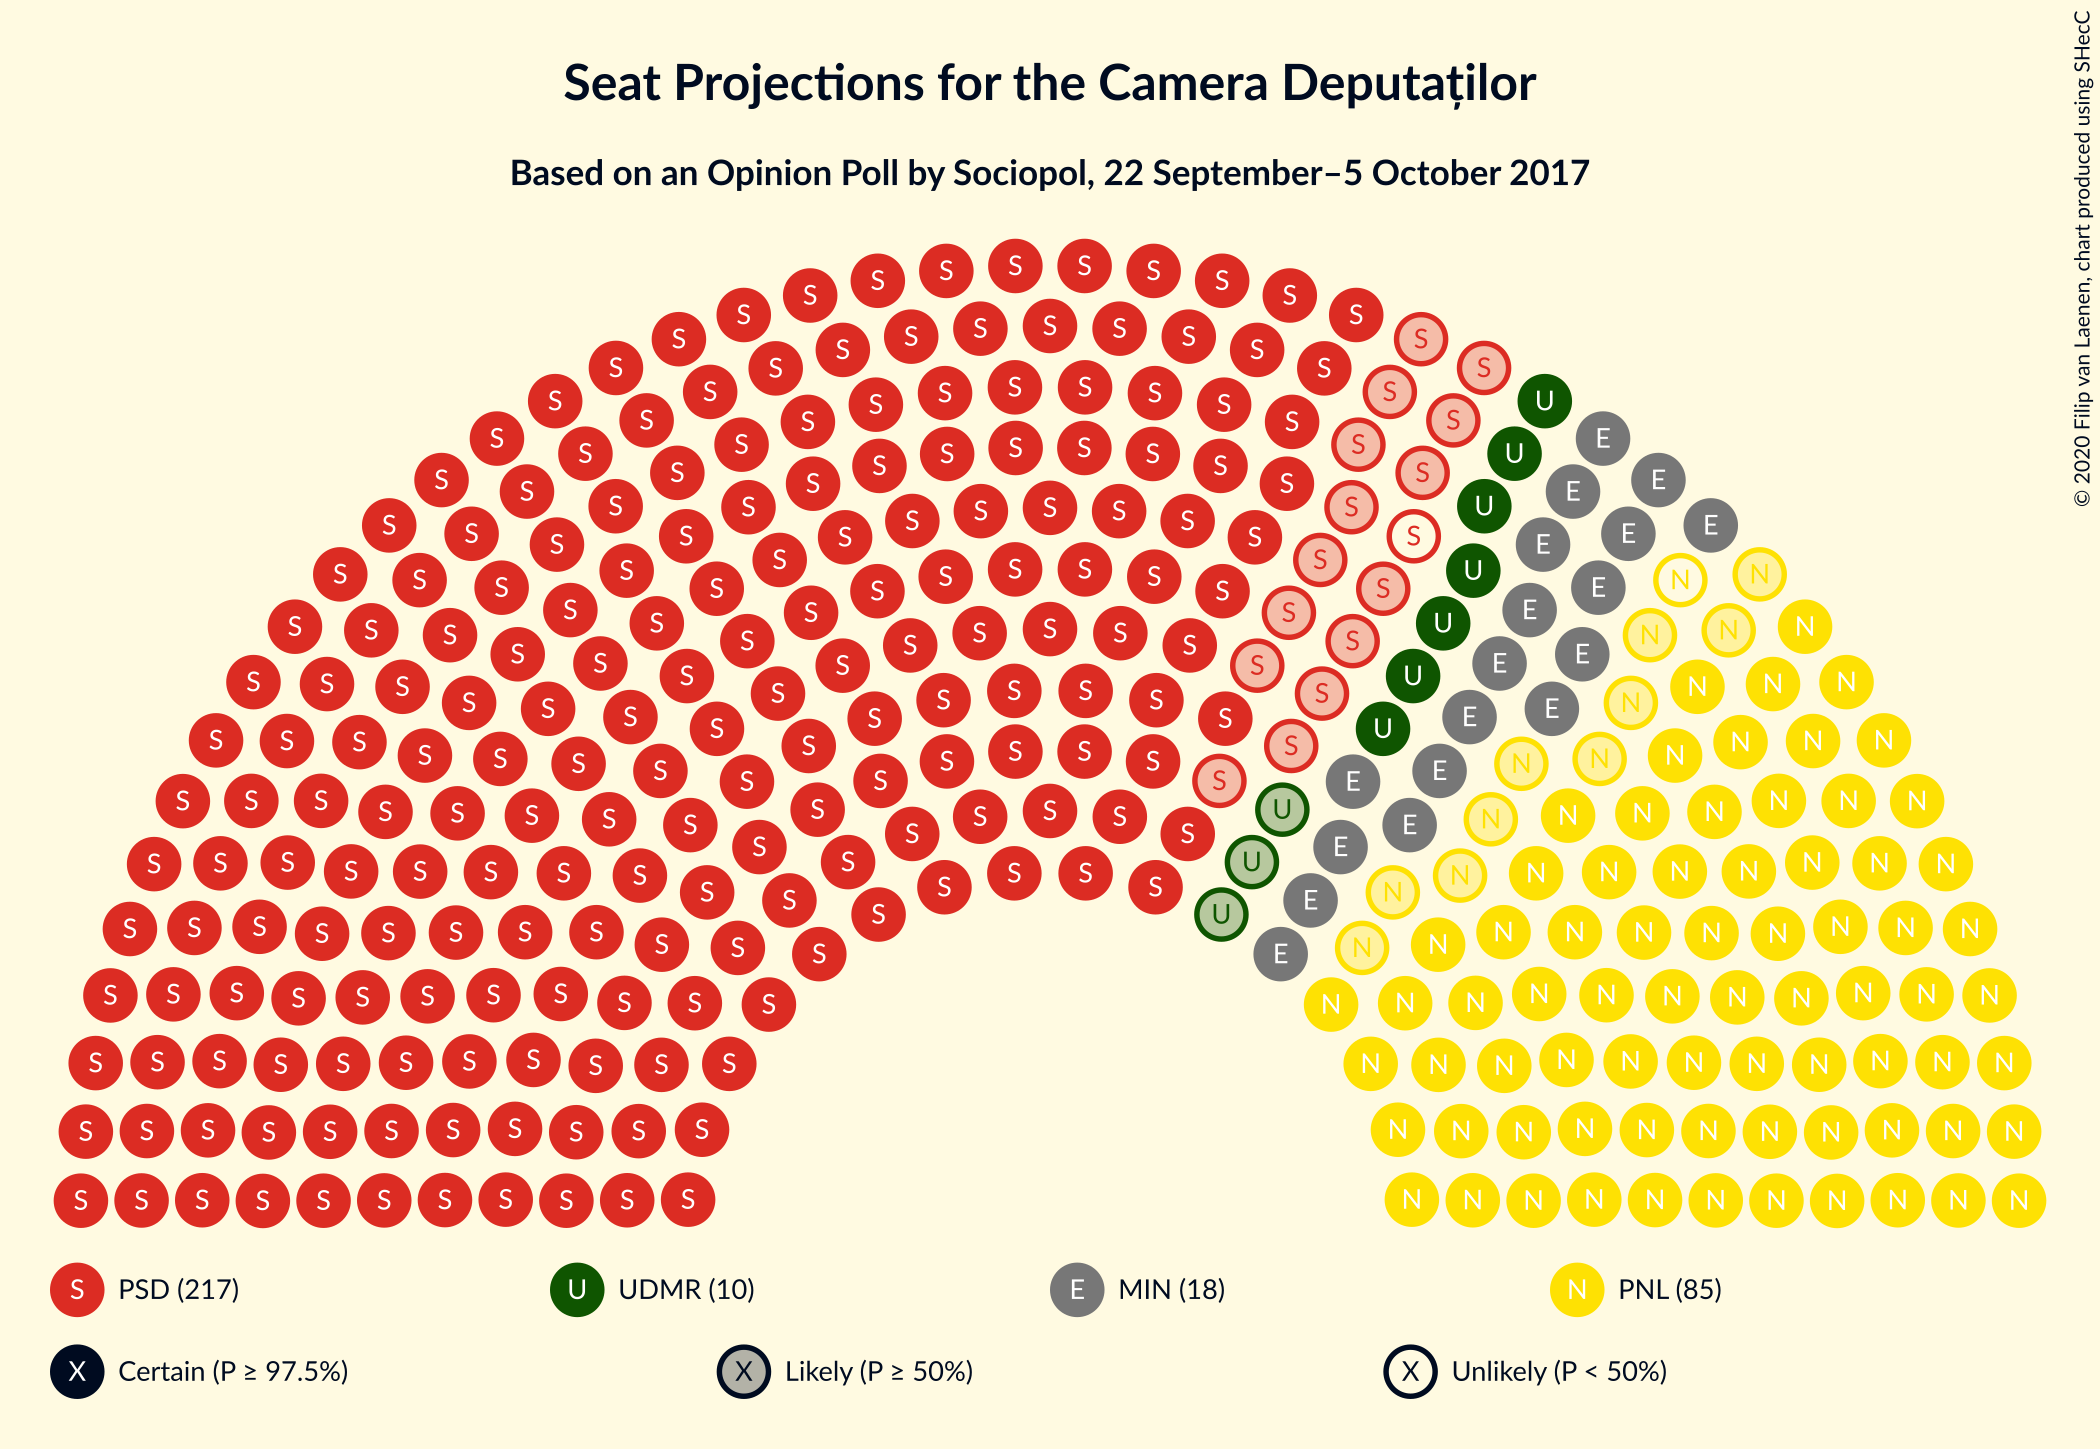 Seat Projections for the Camera Deputaților
Based on an Opinion Poll by Sociopol, 22 September–5 October 2017
© 2020 Filip van Laenen, chart produced using SHecC
S PSD (217) U UDMR (10) E MIN (18) N PNL (85)
X Certain (P ≥ 97.5%) X Likely (P ≥ 50%) X Unlikely (P < 50%)